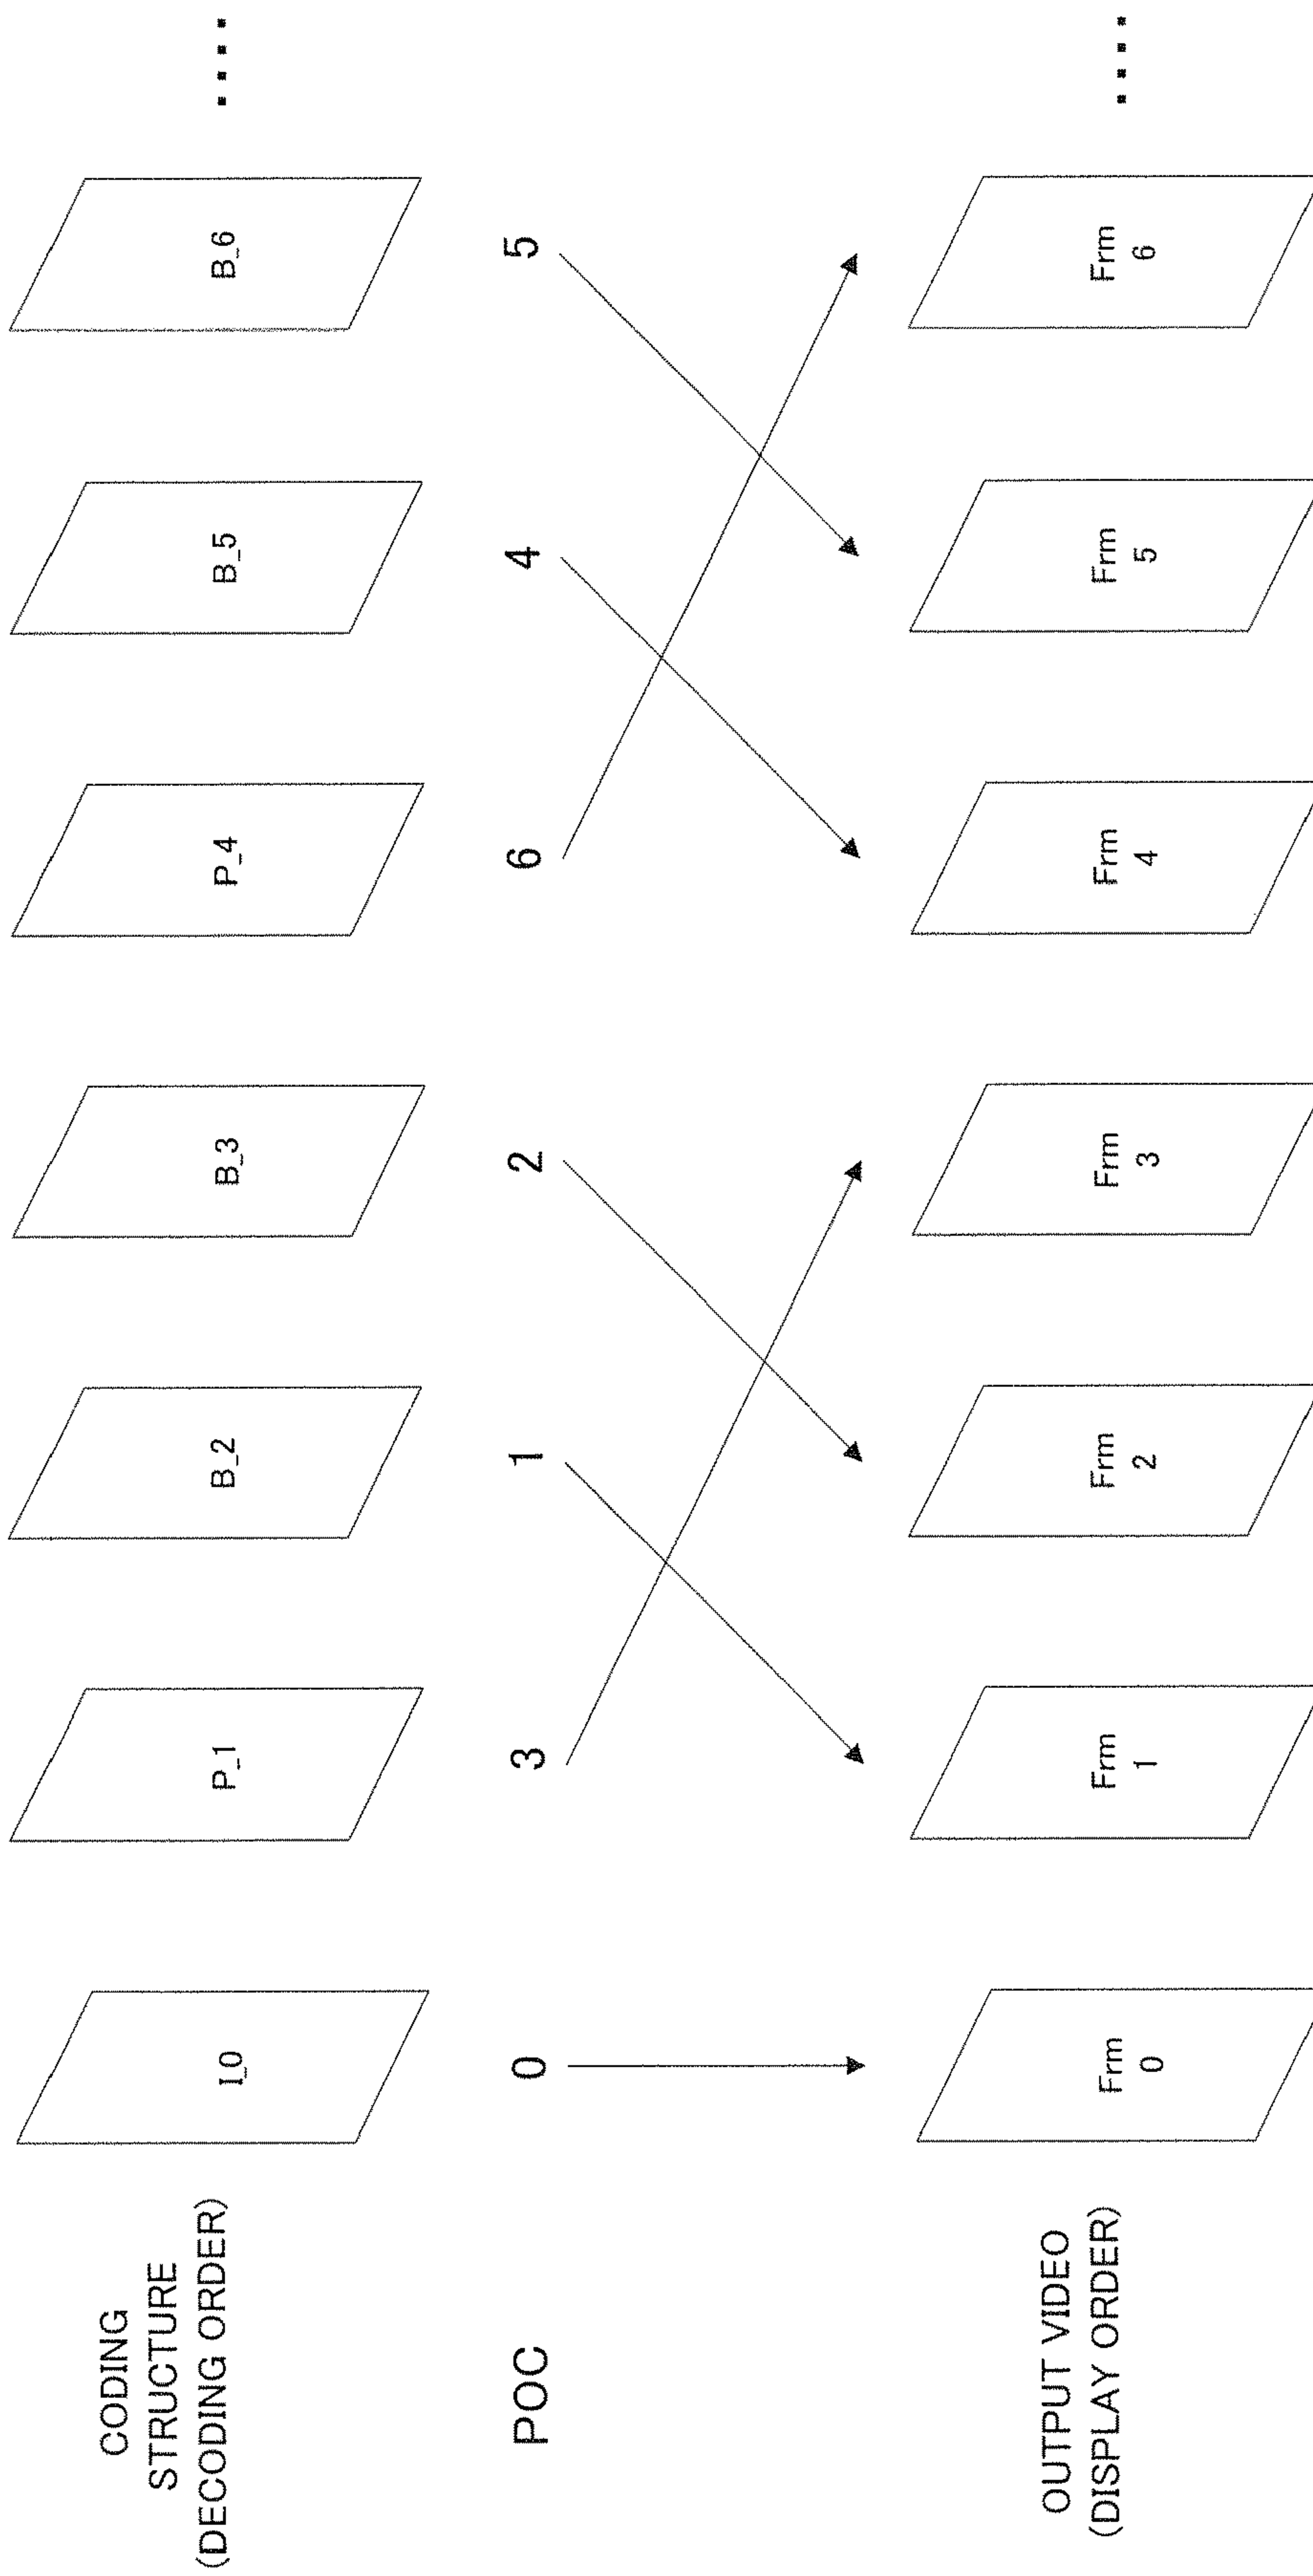 CODING
STRUCTURE
(DECODING ORDER)
I_0
P_1
B_2
B_3
P_4
B_5
B_6
POC
0
3
1
2
6
4
5
OUTPUT VIDEO
(DISPLAY ORDER)
Frm
0
Frm
1
Frm
2
Frm
3
Frm
4
Frm
5
Frm
6